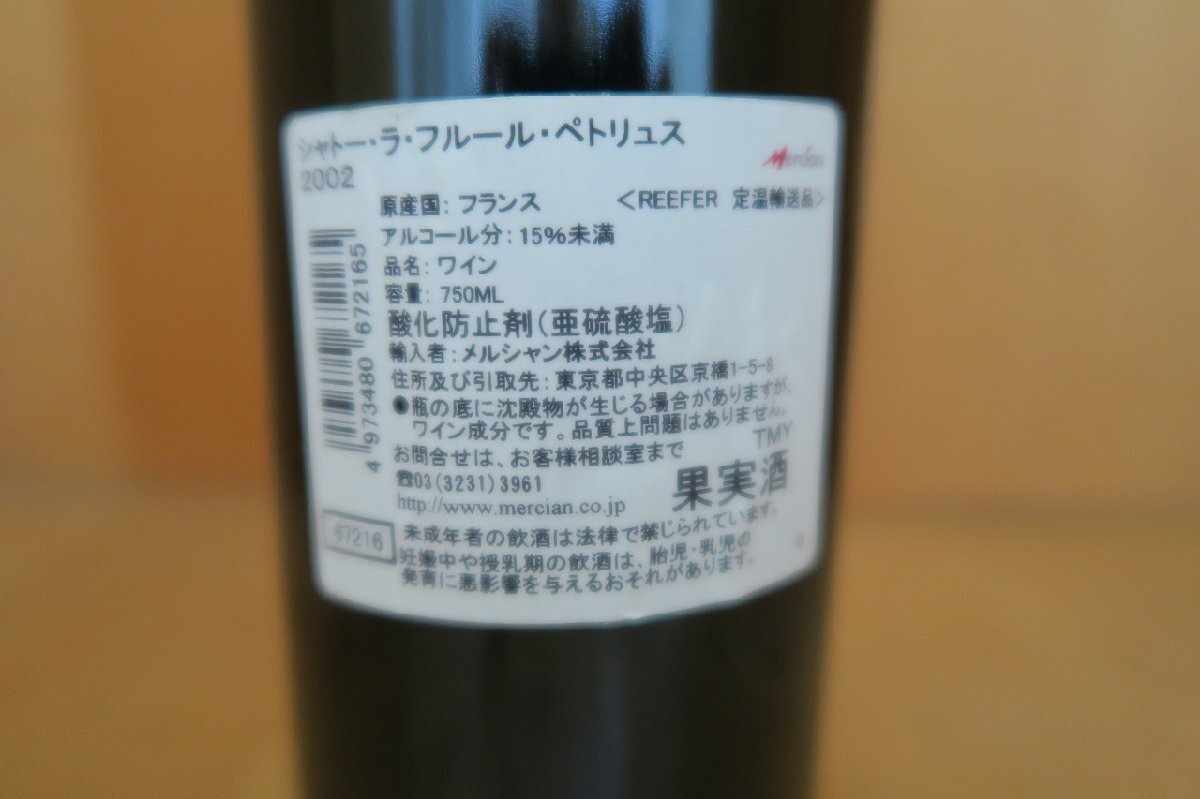 シャトー・ラ・フルール・ペトリュス
Mercian
2002
原産国: フランス <REEFER 定温輸送品>
アルコール分: 15%未満
品名: ワイン
容量: 750ML
酸化防止剤(亜硫酸塩)
輸入者: メルシャン株式会社
住所及び引取先: 東京都中央区京橋1-5-8
●瓶の底に沈殿物が生じる場合がありますが、
ワイン成分です。品質上問題はありません。
TMY
お問合せは、お客様相談室まで
☎03(3231)3961
果実酒
http://www.mercian.co.jp
未成年者の飲酒は法律で禁じられています。
妊娠中や授乳期の飲酒は、胎児・乳児の
発育に悪影響を与えるおそれがあります。
4 973480 672165
67216